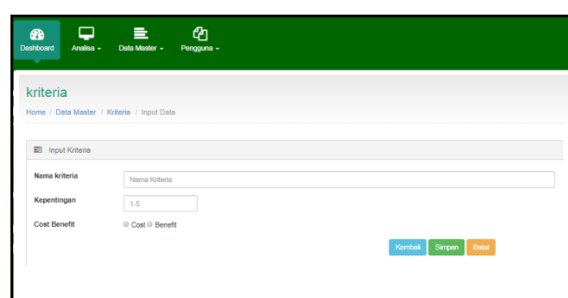 Dashboard Analisa Data Master Pengguna
kriteria
Home / Data Master / Kriteria / Input Data
Input Kriteria
Nama kriteria Nama Kriteria
Kepentingan 1-5
Cost Benefit Cost Benefit
Kembali Simpan Batal